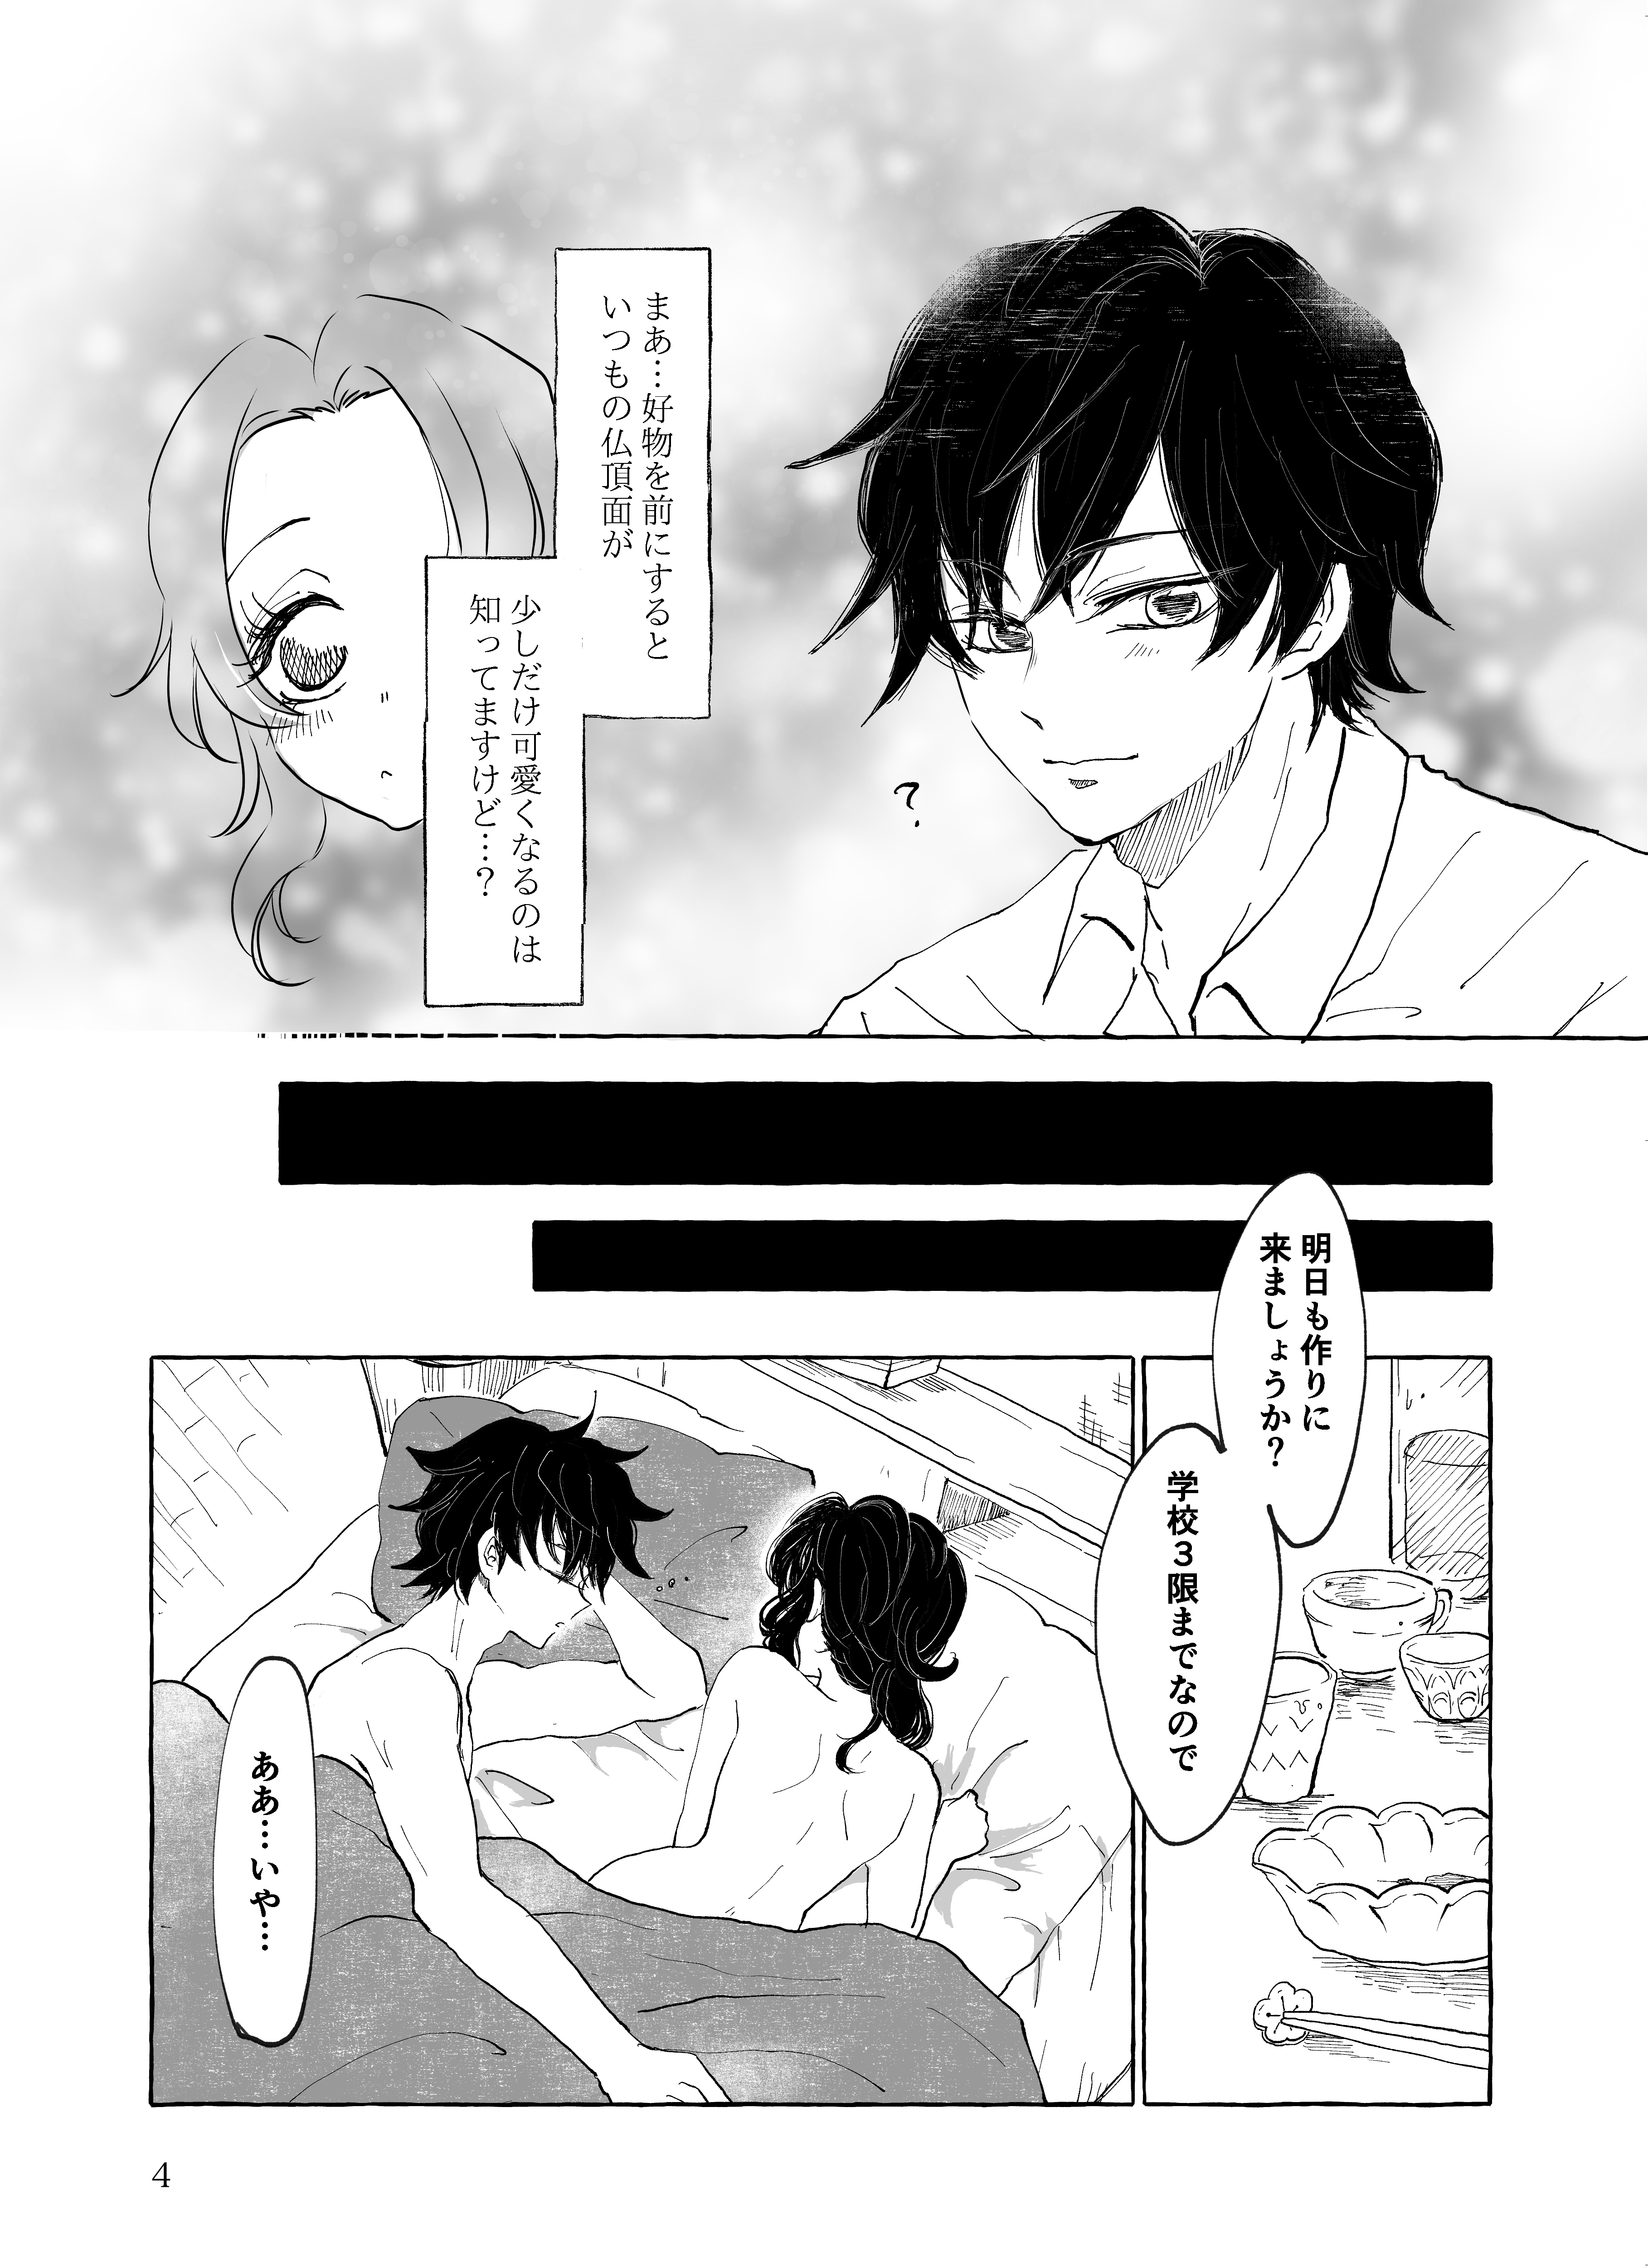 まあ…好物を前にすると
いつもの仏頂面が
少しだけ可愛くなるのは
知ってますけど…？
？
明日も作りに
来ましょうか？
学校３限までなので
ああ…いや…
4